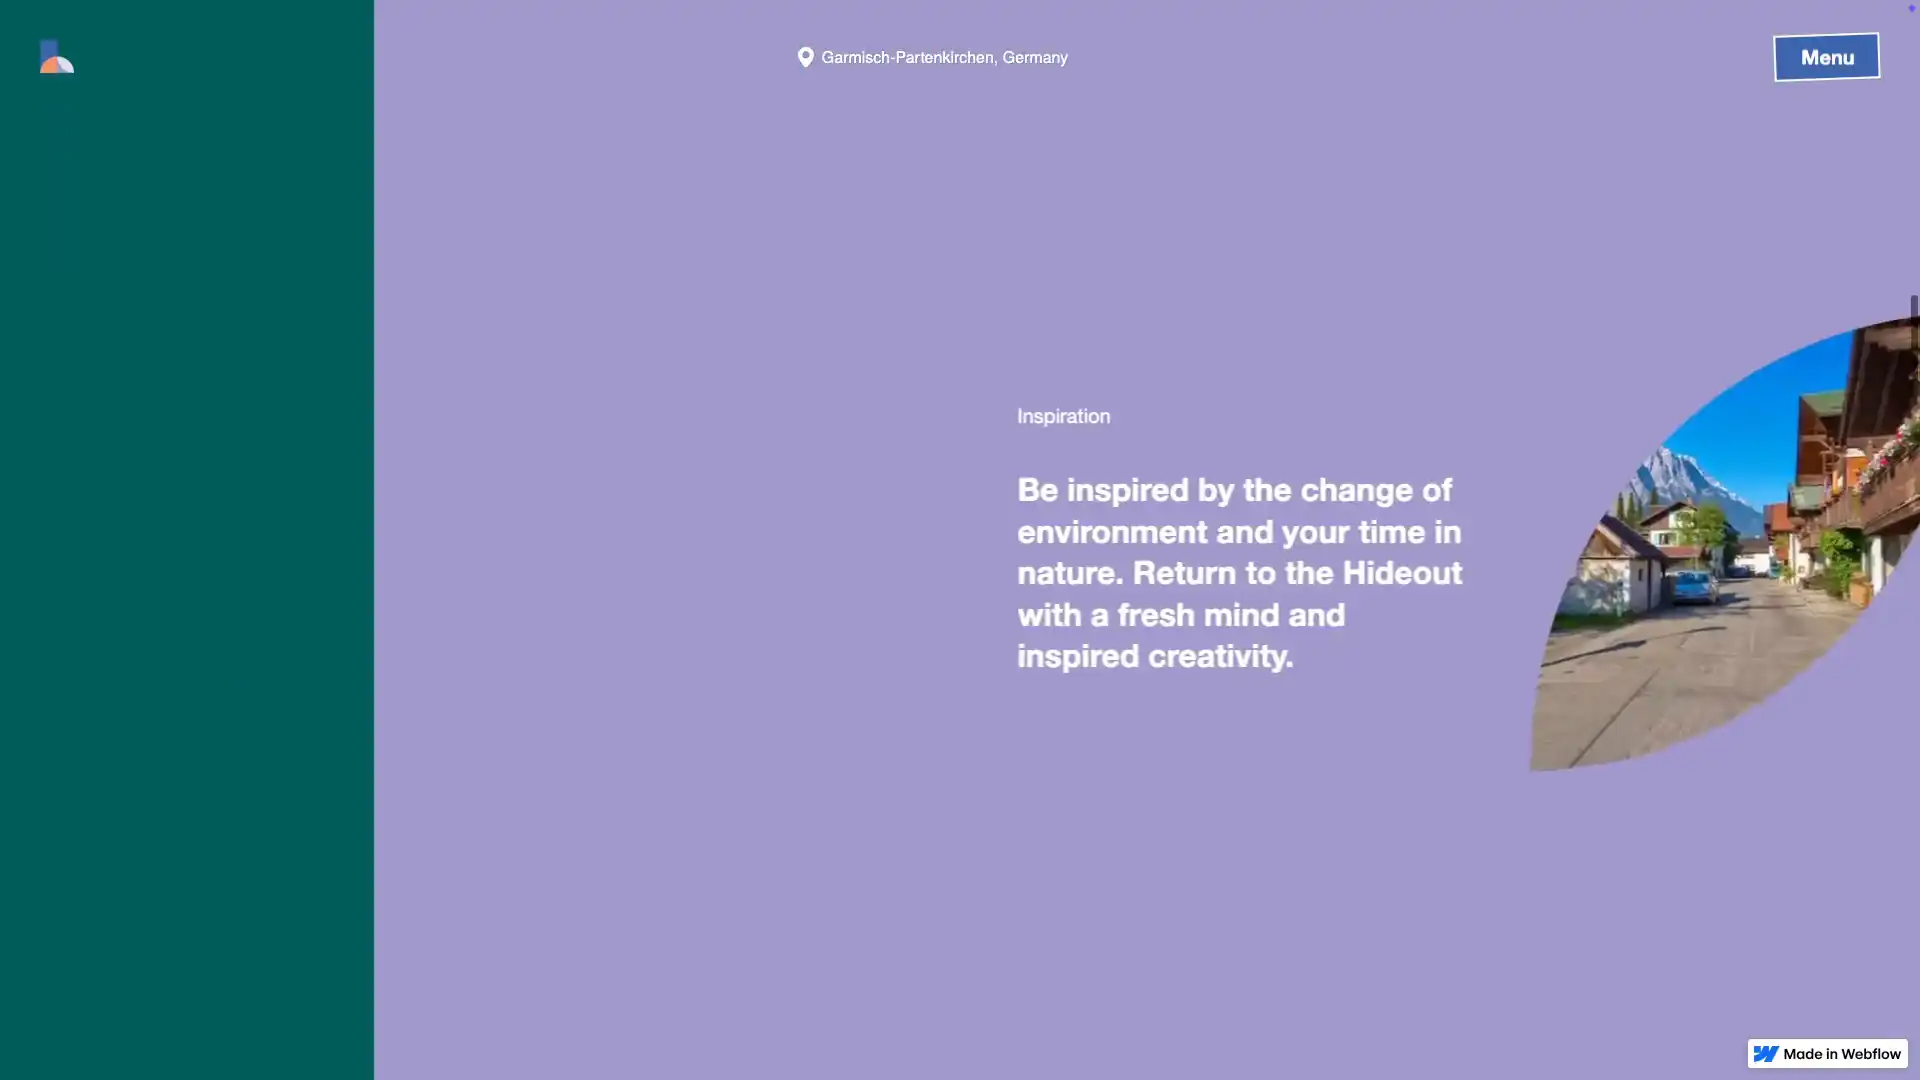 Garmisch-Partenkirchen, Germany
Menu
Inspiration
Be inspired by the change of
environment and your time in
nature. Return to the Hideout
with a fresh mind and
inspired creativity.
Made in Webflow